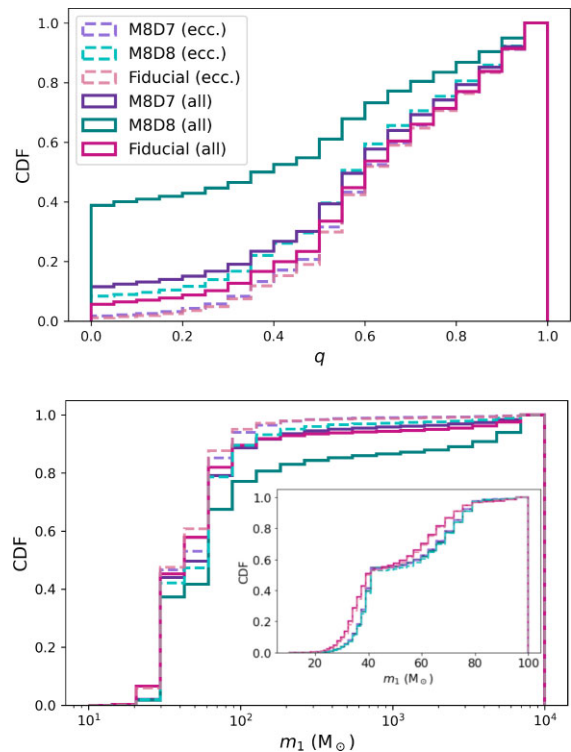 1.0
0.8
0.6
0.4
0.2
0.0
CDF
M8D7 (ecc.)
M8D8 (ecc.)
Fiducial (ecc.)
M8D7 (all)
M8D8 (all)
Fiducial (all)
0.0 0.2 0.4 0.6 0.8 1.0
q
1.0
0.8
0.6
0.4
0.2
0.0
CDF
1.0
0.8
0.6
0.4
0.2
0.0
CDF
20 40 60 80 100
m₁ (M⊙)
10¹ 10² 10³ 10⁴
m₁ (M⊙)